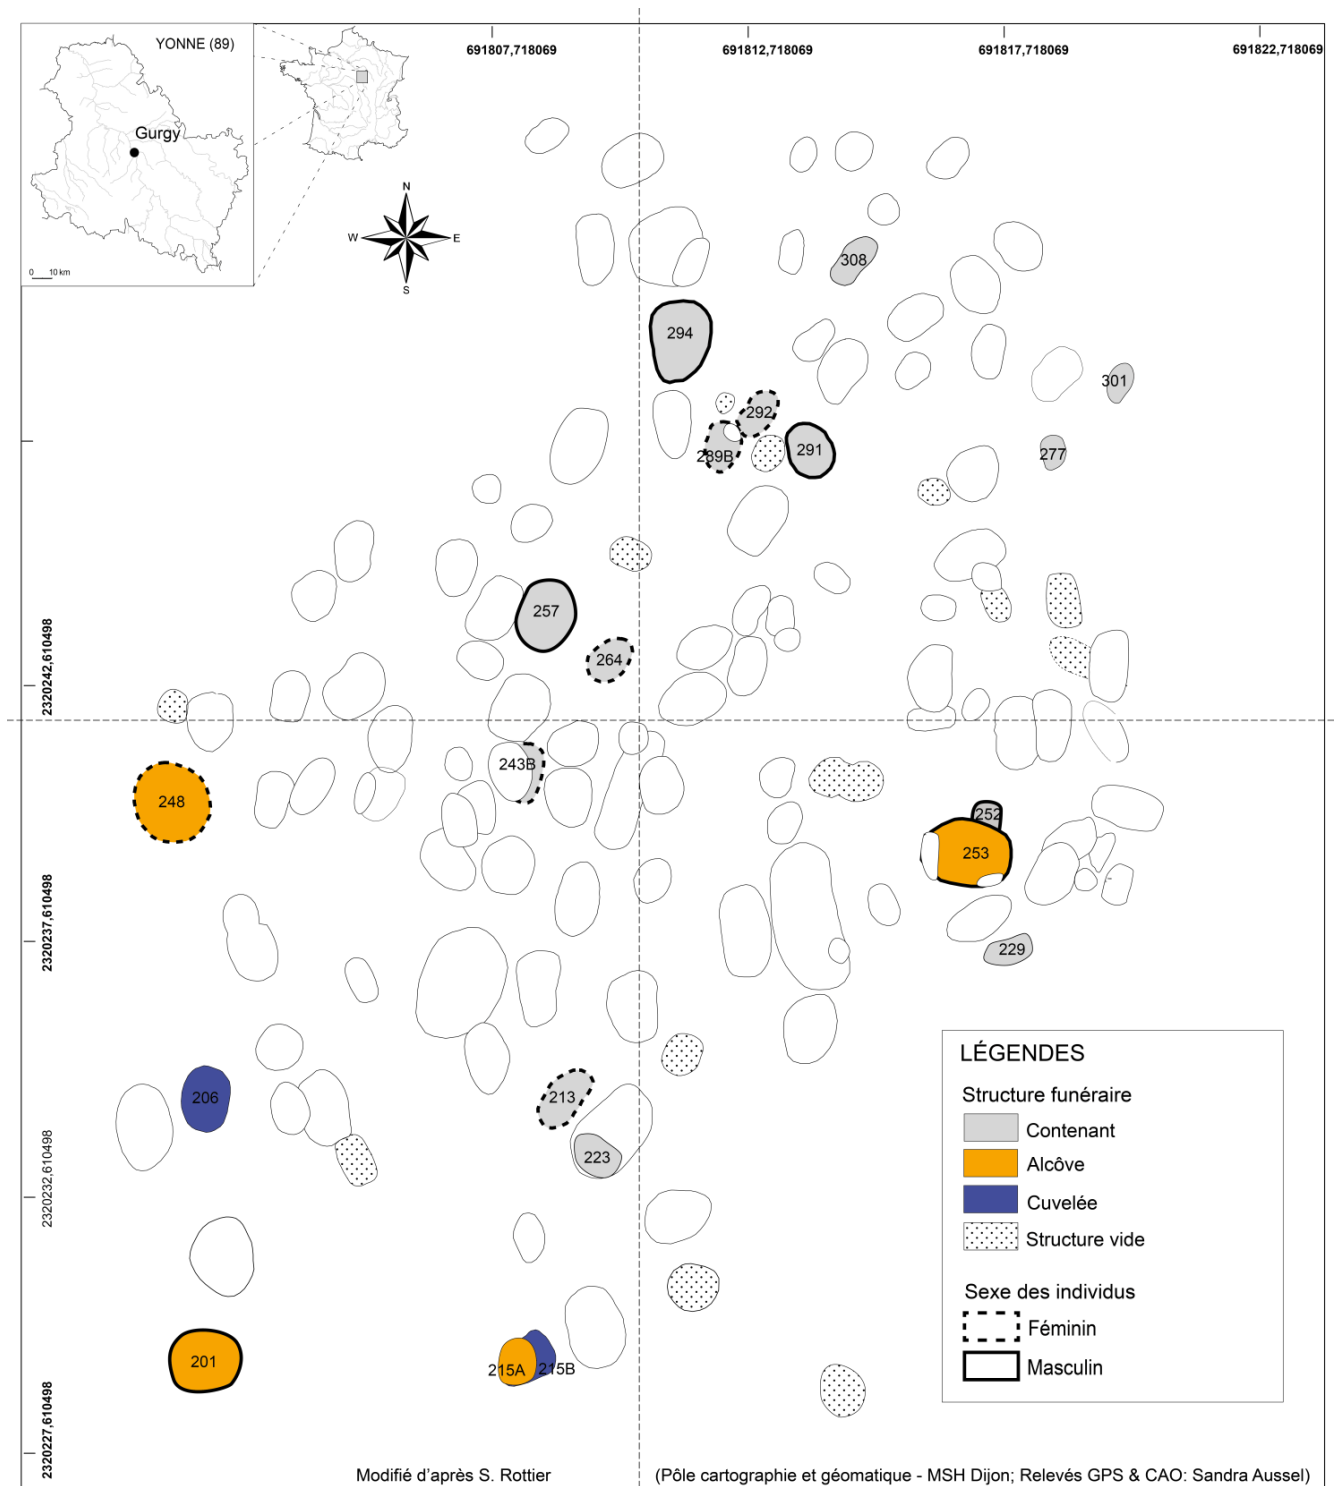 691807,718069
691812,718069
691817,718069
691822,718069
YONNE (89)
Gurgy
0 10 km
N
W
E
S
308
294
301
292
289B
291
277
257
264
2320242,610498
243B
248
252
253
229
2320237,610498
206
213
223
2320232,610498
201
215A
215B
2320227,610498
LÉGENDES
Structure funéraire
Contenant
Alcôve
Cuvelée
Structure vide
Sexe des individus
Féminin
Masculin
Modifié d'après S. Rottier
(Pôle cartographie et géomatique - MSH Dijon; Relevés GPS & CAO: Sandra Aussel)